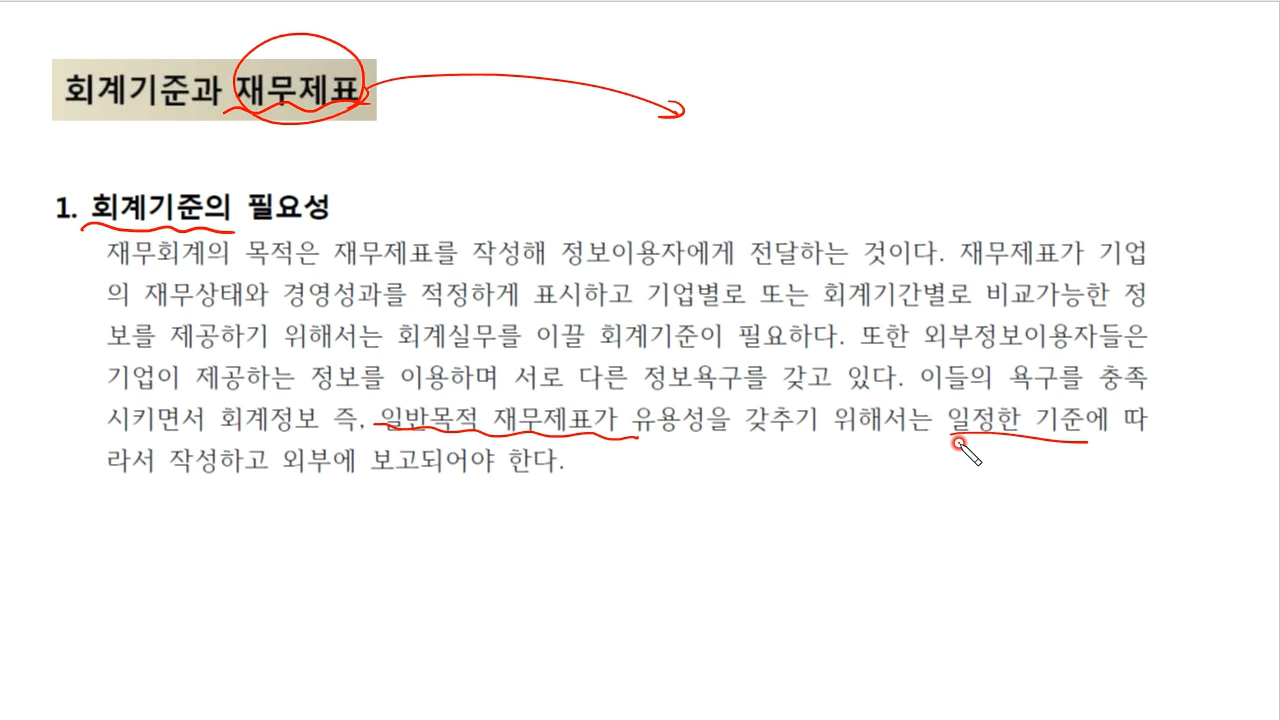 회계기준과 재무제표
1. 회계기준의 필요성
재무회계의 목적은 재무제표를 작성해 정보이용자에게 전달하는 것이다. 재무제표가 기업
의 재무상태와 경영성과를 적정하게 표시하고 기업별로 또는 회계기간별로 비교가능한 정
보를 제공하기 위해서는 회계실무를 이끌 회계기준이 필요하다. 또한 외부정보이용자들은
기업이 제공하는 정보를 이용하며 서로 다른 정보욕구를 갖고 있다. 이들의 욕구를 충족
시키면서 회계정보 즉, 일반목적 재무제표가 유용성을 갖추기 위해서는 일정한 기준에 따
라서 작성하고 외부에 보고되어야 한다.